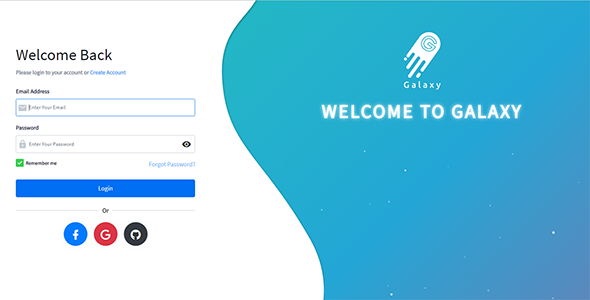 Welcome Back
Please login to your account or Create Account
Email Address
Enter Your Email
Password
Enter Your Password
Remember me
Forgot Password?
Login
Or
f
G
G
Galaxy
WELCOME TO GALAXY